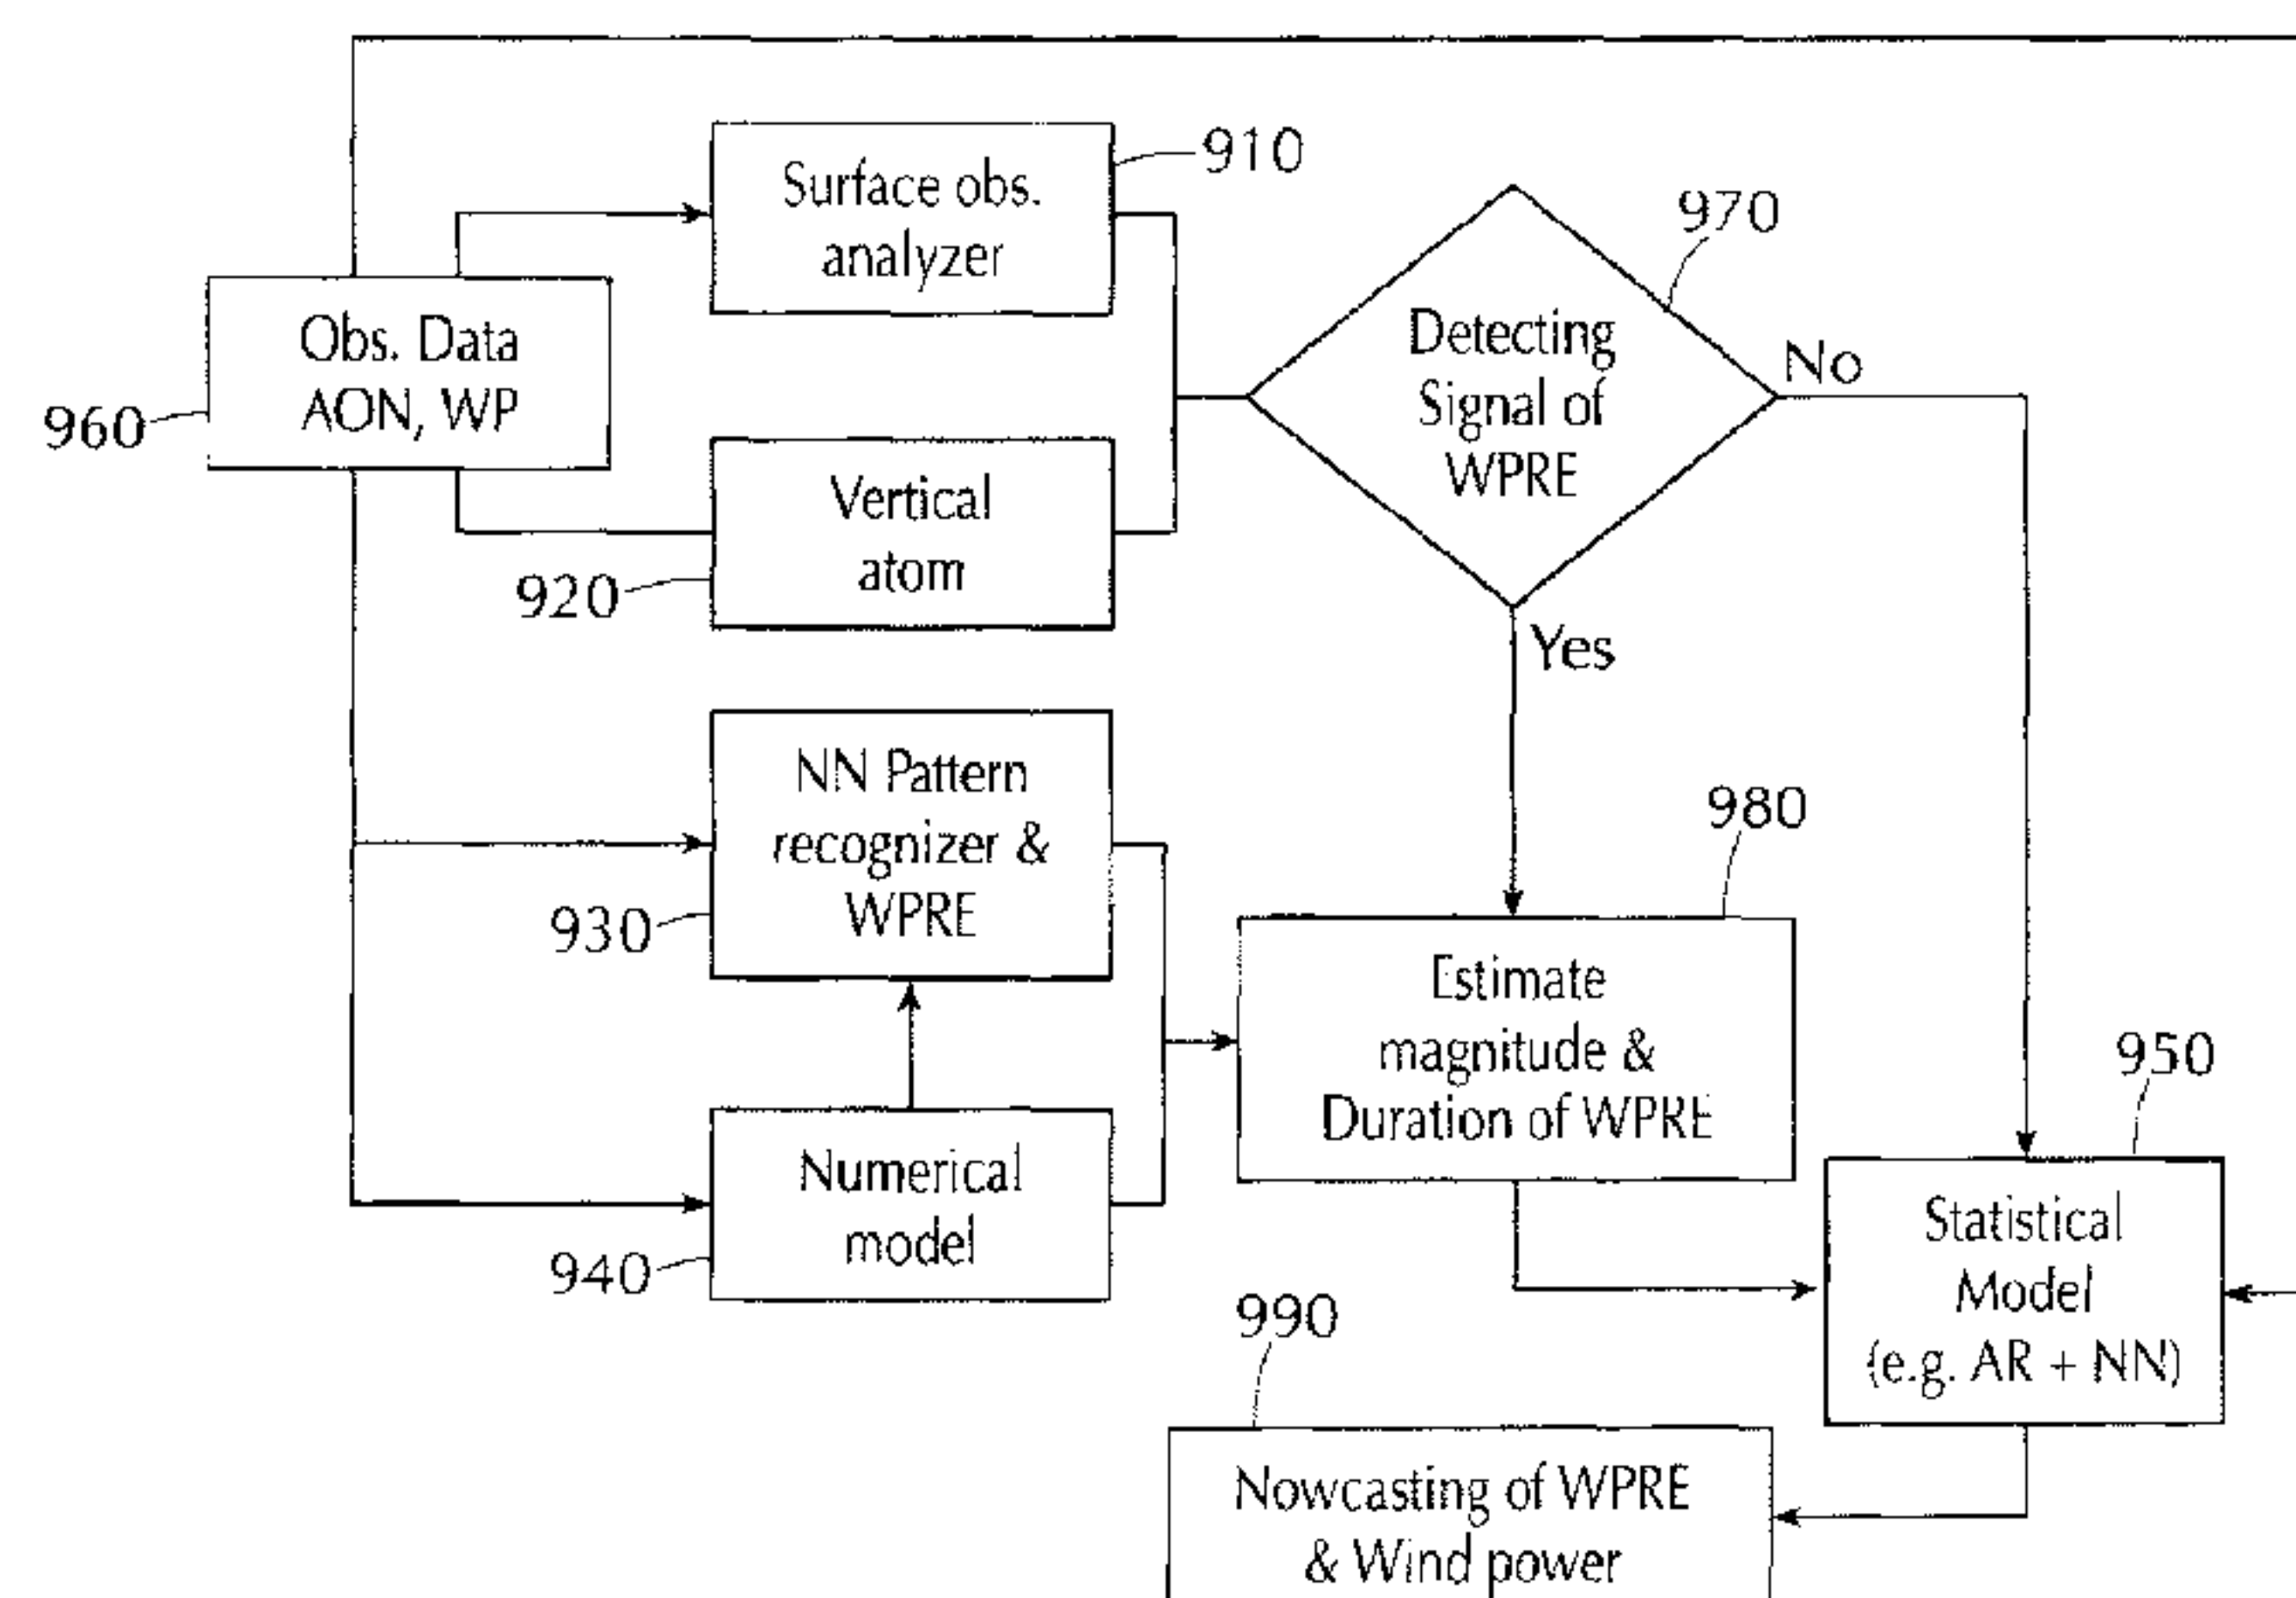 910
Surface obs.
analyzer
970
Obs. Data
AON, WP
960
Detecting
Signal of
WPRE
No
Vertical
atom
920
Yes
NN Pattern
recognizer &
WPRE
930
980
Estimate
magnitude &
Duration of WPRE
950
Numerical
model
940
Statistical
Model
(e.g. AR + NN)
990
Nowcasting of WPRE
& Wind power